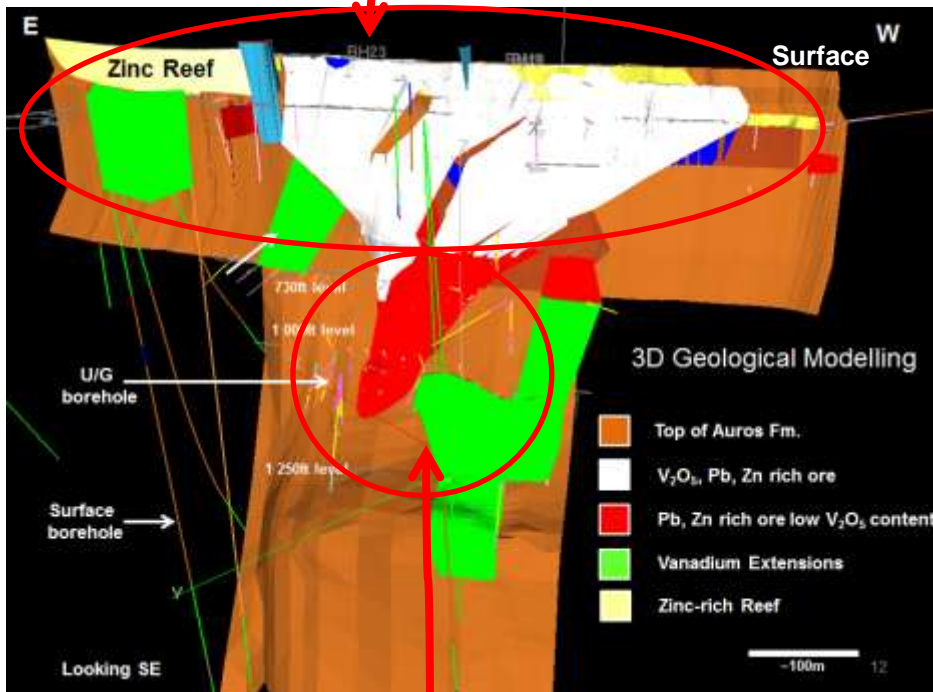 E
W
BH23
Surface
Zinc Reef
730ft level
1 000ft level
3D Geological Modelling
U/G
borehole
Top of Auros Fm.
V₂O₅, Pb, Zn rich ore
1 250ft level
Surface
borehole
Pb, Zn rich ore low V₂O₅ content
Vanadium Extensions
Y
Zinc-rich Reef
~100m
12
Looking SE